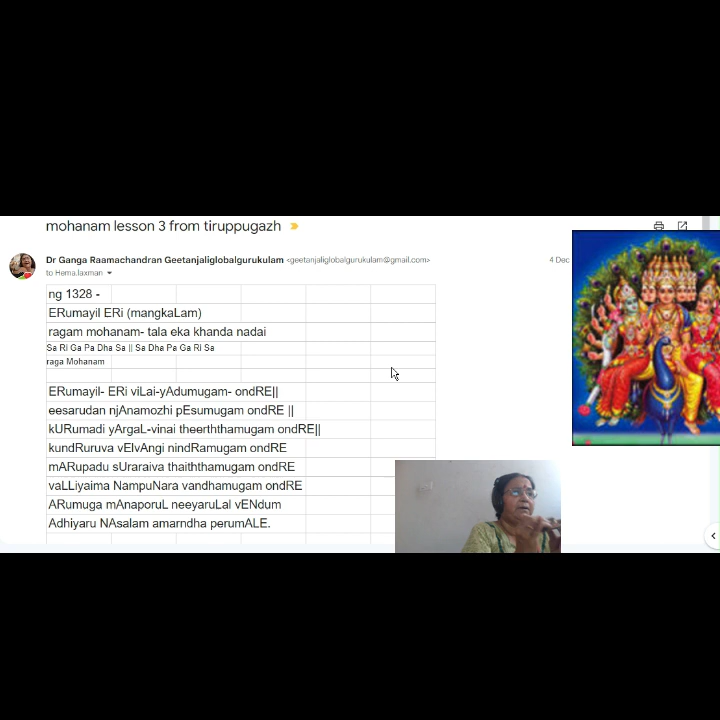 mohanam lesson 3 from tiruppugazh
Dr Ganga Raamachandran Geetanjaliglobalgurukulam <geetanjaliglobalgurukulam@gmail.com>
4 Dec
to Hema.laxman
ng 1328 -
ERumayil ERi (mangkaLam)
ragam mohanam- tala eka khanda nadai
Sa Ri Ga Pa Dha Sa || Sa Dha Pa Ga Ri Sa
raga Mohanam
ERumayil- ERi viLai-yAdumugam- ondRE||
eesarudan njAnamozhi pEsumugam ondRE ||
kURumadi yArgaL-vinai theerththamugam ondRE||
kundRuruva vElvAngi nindRamugam ondRE
mARupadu sUraraiva thaiththamugam ondRE
vaLLiyaima NampuNara vandhamugam ondRE
ARumuga mAnaporuL neeyaruLal vENdum
Adhiyaru NAsalam amarndha perumALE.